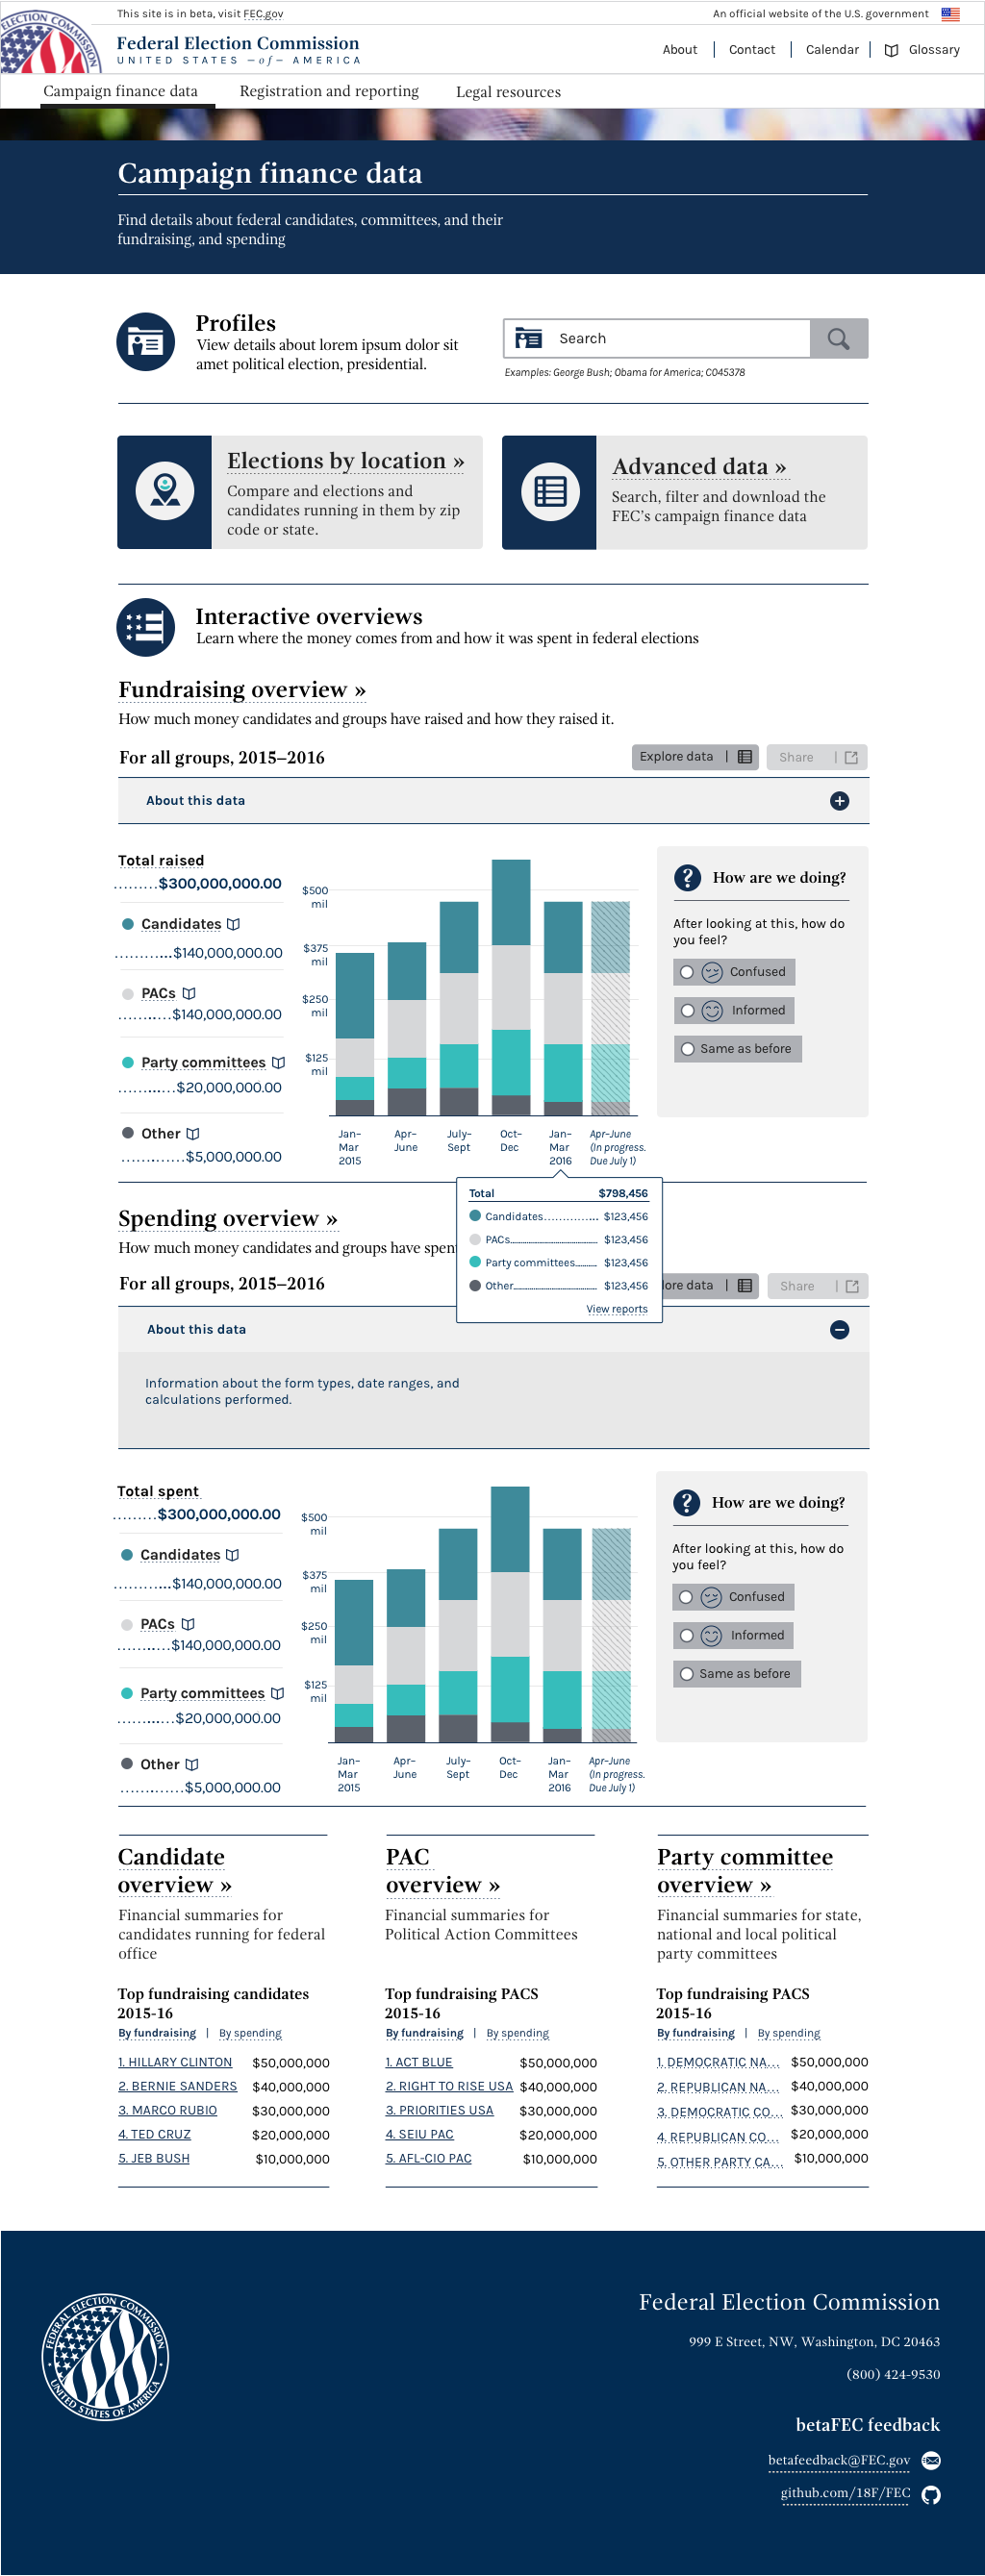 This site is in beta, visit FEC.gov
An official website of the U.S. government
ELECTION COMMISSION
Federal Election Commission
UNITED STATES —of— AMERICA
About
Contact
Calendar
Glossary
Campaign finance data
Registration and reporting
Legal resources
Campaign finance data
Find details about federal candidates, committees, and their
fundraising, and spending
Profiles
View details about lorem ipsum dolor sit
amet political election, presidential.
Search
Examples: George Bush; Obama for America; C045378
Elections by location »
Compare and elections and
candidates running in them by zip
code or state.
Advanced data »
Search, filter and download the
FEC's campaign finance data
Interactive overviews
Learn where the money comes from and how it was spent in federal elections
Fundraising overview »
How much money candidates and groups have raised and how they raised it.
For all groups, 2015–2016
Explore data |
Share |
About this data
Total raised
.........$300,000,000.00
Candidates
............$140,000,000.00
PACs
...........$140,000,000.00
Party committees
............$20,000,000.00
Other
.............$5,000,000.00
$500
mil
$375
mil
$250
mil
$125
mil
Jan–
Mar
2015
Apr–
June
July–
Sept
Oct–
Dec
Jan–
Mar
2016
Apr–June
(In progress.
Due July 1)
How are we doing?
After looking at this, how do
you feel?
Confused
Informed
Same as before
Total $798,456
Candidates............... $123,456
PACs............... $123,456
Party committees......... $123,456
Other............... $123,456
View reports
Spending overview »
How much money candidates and groups have spen
For all groups, 2015–2016
lore data |
Share |
About this data
Information about the form types, date ranges, and
calculations performed.
Total spent
.........$300,000,000.00
Candidates
............$140,000,000.00
PACs
...........$140,000,000.00
Party committees
............$20,000,000.00
Other
.............$5,000,000.00
$500
mil
$375
mil
$250
mil
$125
mil
Jan–
Mar
2015
Apr–
June
July–
Sept
Oct–
Dec
Jan–
Mar
2016
Apr–June
(In progress.
Due July 1)
How are we doing?
After looking at this, how do
you feel?
Confused
Informed
Same as before
Candidate
overview »
Financial summaries for
candidates running for federal
office
Top fundraising candidates
2015-16
By fundraising | By spending
1. HILLARY CLINTON $50,000,000
2. BERNIE SANDERS $40,000,000
3. MARCO RUBIO $30,000,000
4. TED CRUZ $20,000,000
5. JEB BUSH $10,000,000
PAC
overview »
Financial summaries for
Political Action Committees
Top fundraising PACS
2015-16
By fundraising | By spending
1. ACT BLUE $50,000,000
2. RIGHT TO RISE USA $40,000,000
3. PRIORITIES USA $30,000,000
4. SEIU PAC $20,000,000
5. AFL-CIO PAC $10,000,000
Party committee
overview »
Financial summaries for state,
national and local political
party committees
Top fundraising PACS
2015-16
By fundraising | By spending
1. DEMOCRATIC NA... $50,000,000
2. REPUBLICAN NA... $40,000,000
3. DEMOCRATIC CO... $30,000,000
4. REPUBLICAN CO... $20,000,000
5. OTHER PARTY CA... $10,000,000
FEDERAL ELECTION COMMISSION
UNITED STATES OF AMERICA
Federal Election Commission
999 E Street, NW, Washington, DC 20463
(800) 424-9530
betaFEC feedback
betafeedback@FEC.gov
github.com/18F/FEC